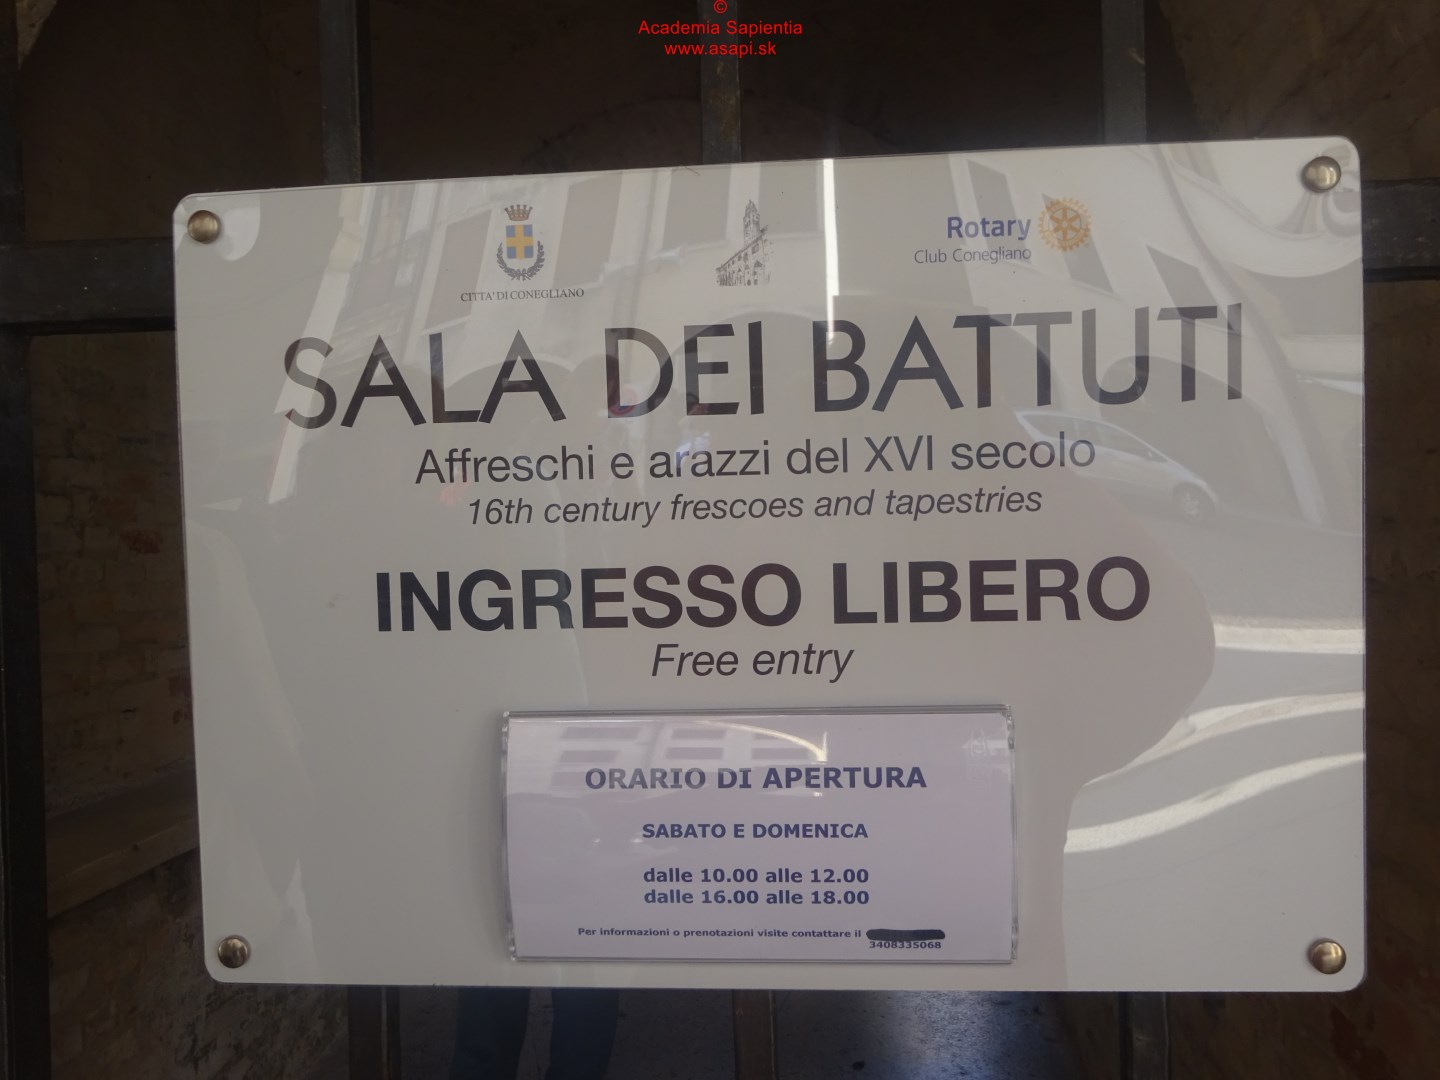 ©
Academia Sapientia
www.asapi.sk
CITTA' DI CONEGLIANO
Rotary
Club Conegliano
SALA DEI BATTUTI
Affreschi e arazzi del XVI secolo
16th century frescoes and tapestries
INGRESSO LIBERO
Free entry
ORARIO DI APERTURA
SABATO E DOMENICA
dalle 10.00 alle 12.00
dalle 16.00 alle 18.00
Per informazioni o prenotazioni visite contattare il
3408335068